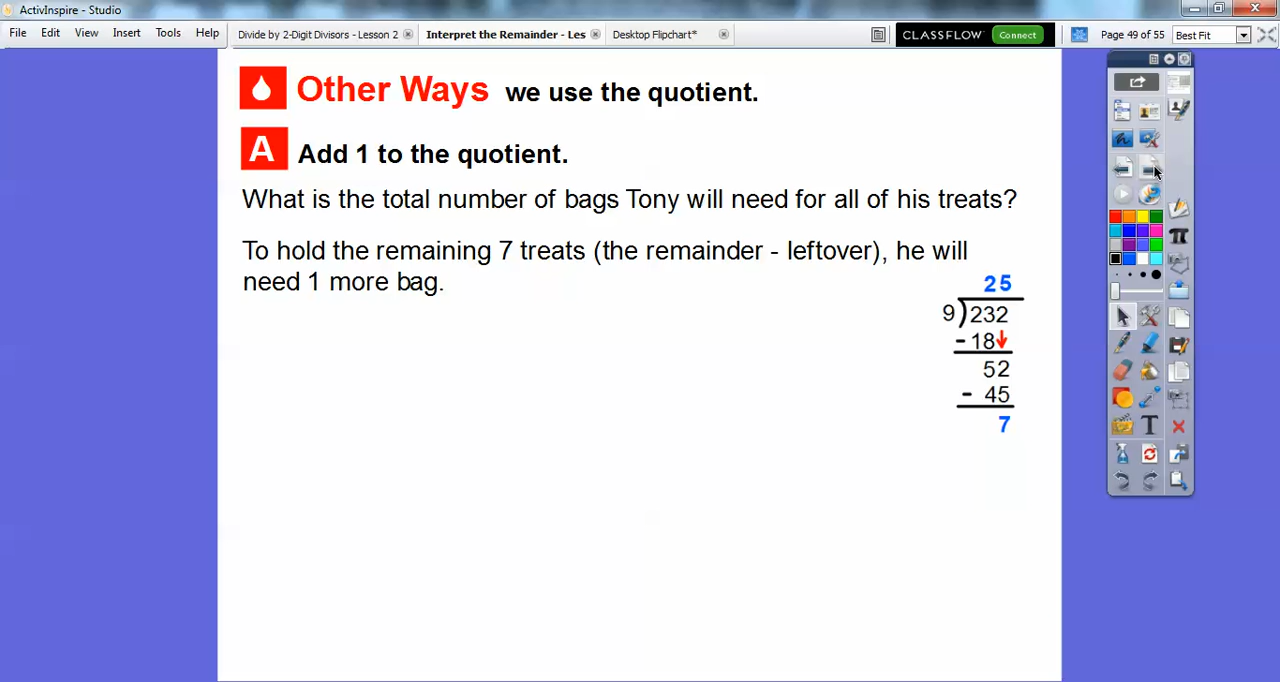 ActivInspire - Studio
File Edit View Insert Tools Help
Divide by 2-Digit Divisors - Lesson 2
Interpret the Remainder - Les
Desktop Flipchart*
CLASSFLOW Connect
Page 49 of 55
Best Fit
Other Ways we use the quotient.
A Add 1 to the quotient.
What is the total number of bags Tony will need for all of his treats?
To hold the remaining 7 treats (the remainder - leftover), he will
need 1 more bag.
25
9)232
-18↓
52
- 45
7